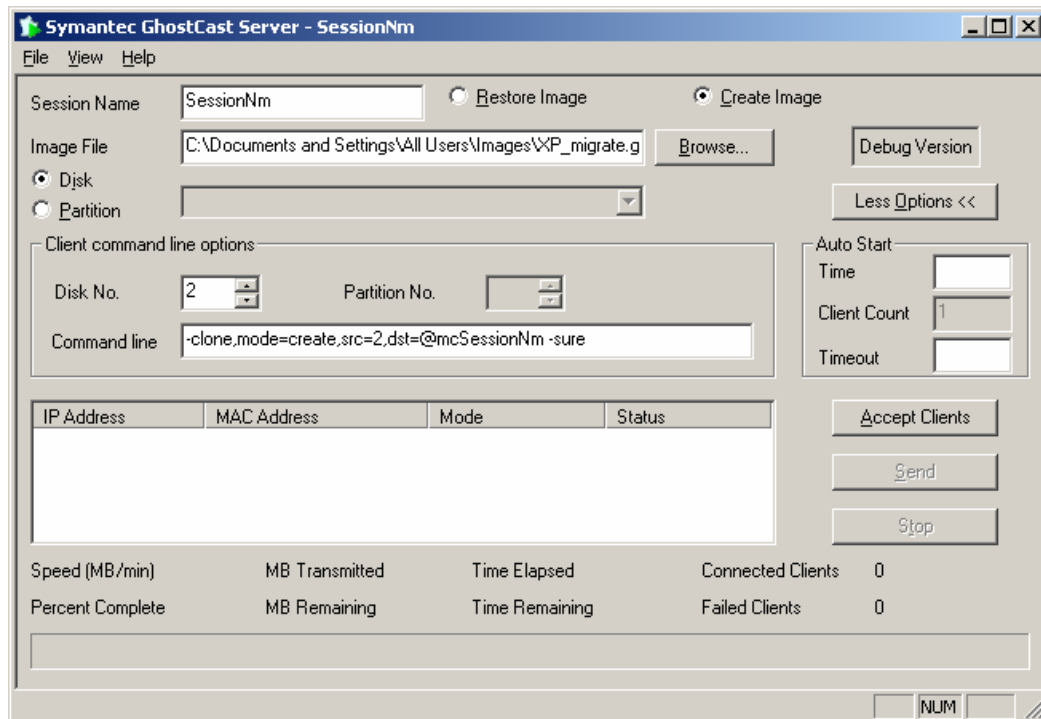 Symantec GhostCast Server - SessionNm
File View Help
Session Name SessionNm Restore Image Create Image
Image File C:\Documents and Settings\All Users\Images\XP_migrate.g Browse... Debug Version
Disk
Partition Less Options <<
Client command line options Auto Start
Time
Disk No. 2 Partition No.
Client Count 1
Command line -clone,mode=create,src=2,dst=@mcSessionNm -sure
Timeout
IP Address MAC Address Mode Status
Accept Clients
Send
Stop
Speed (MB/min) MB Transmitted Time Elapsed Connected Clients 0
Percent Complete MB Remaining Time Remaining Failed Clients 0
NUM